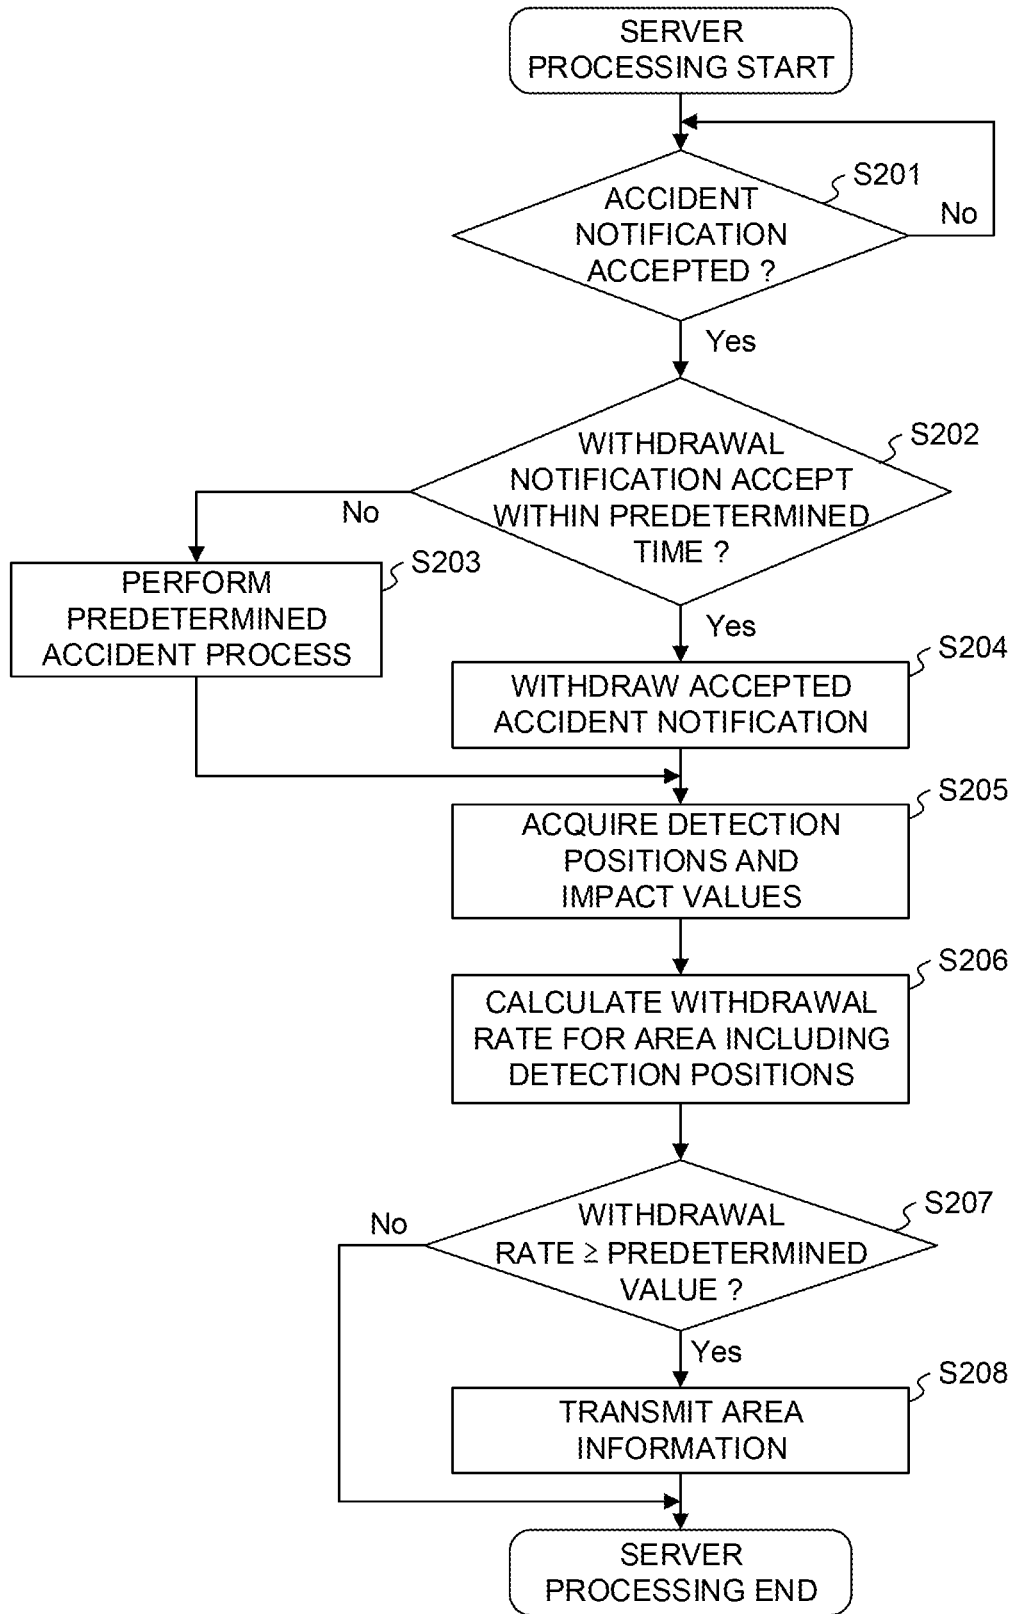 SERVER
PROCESSING START
S201
ACCIDENT
NOTIFICATION
ACCEPTED ?
No
Yes
S202
WITHDRAWAL
NOTIFICATION ACCEPT
WITHIN PREDETERMINED
TIME ?
No
Yes
S203
PERFORM
PREDETERMINED
ACCIDENT PROCESS
S204
WITHDRAW ACCEPTED
ACCIDENT NOTIFICATION
S205
ACQUIRE DETECTION
POSITIONS AND
IMPACT VALUES
S206
CALCULATE WITHDRAWAL
RATE FOR AREA INCLUDING
DETECTION POSITIONS
S207
WITHDRAWAL
RATE ≥ PREDETERMINED
VALUE ?
No
Yes
S208
TRANSMIT AREA
INFORMATION
SERVER
PROCESSING END